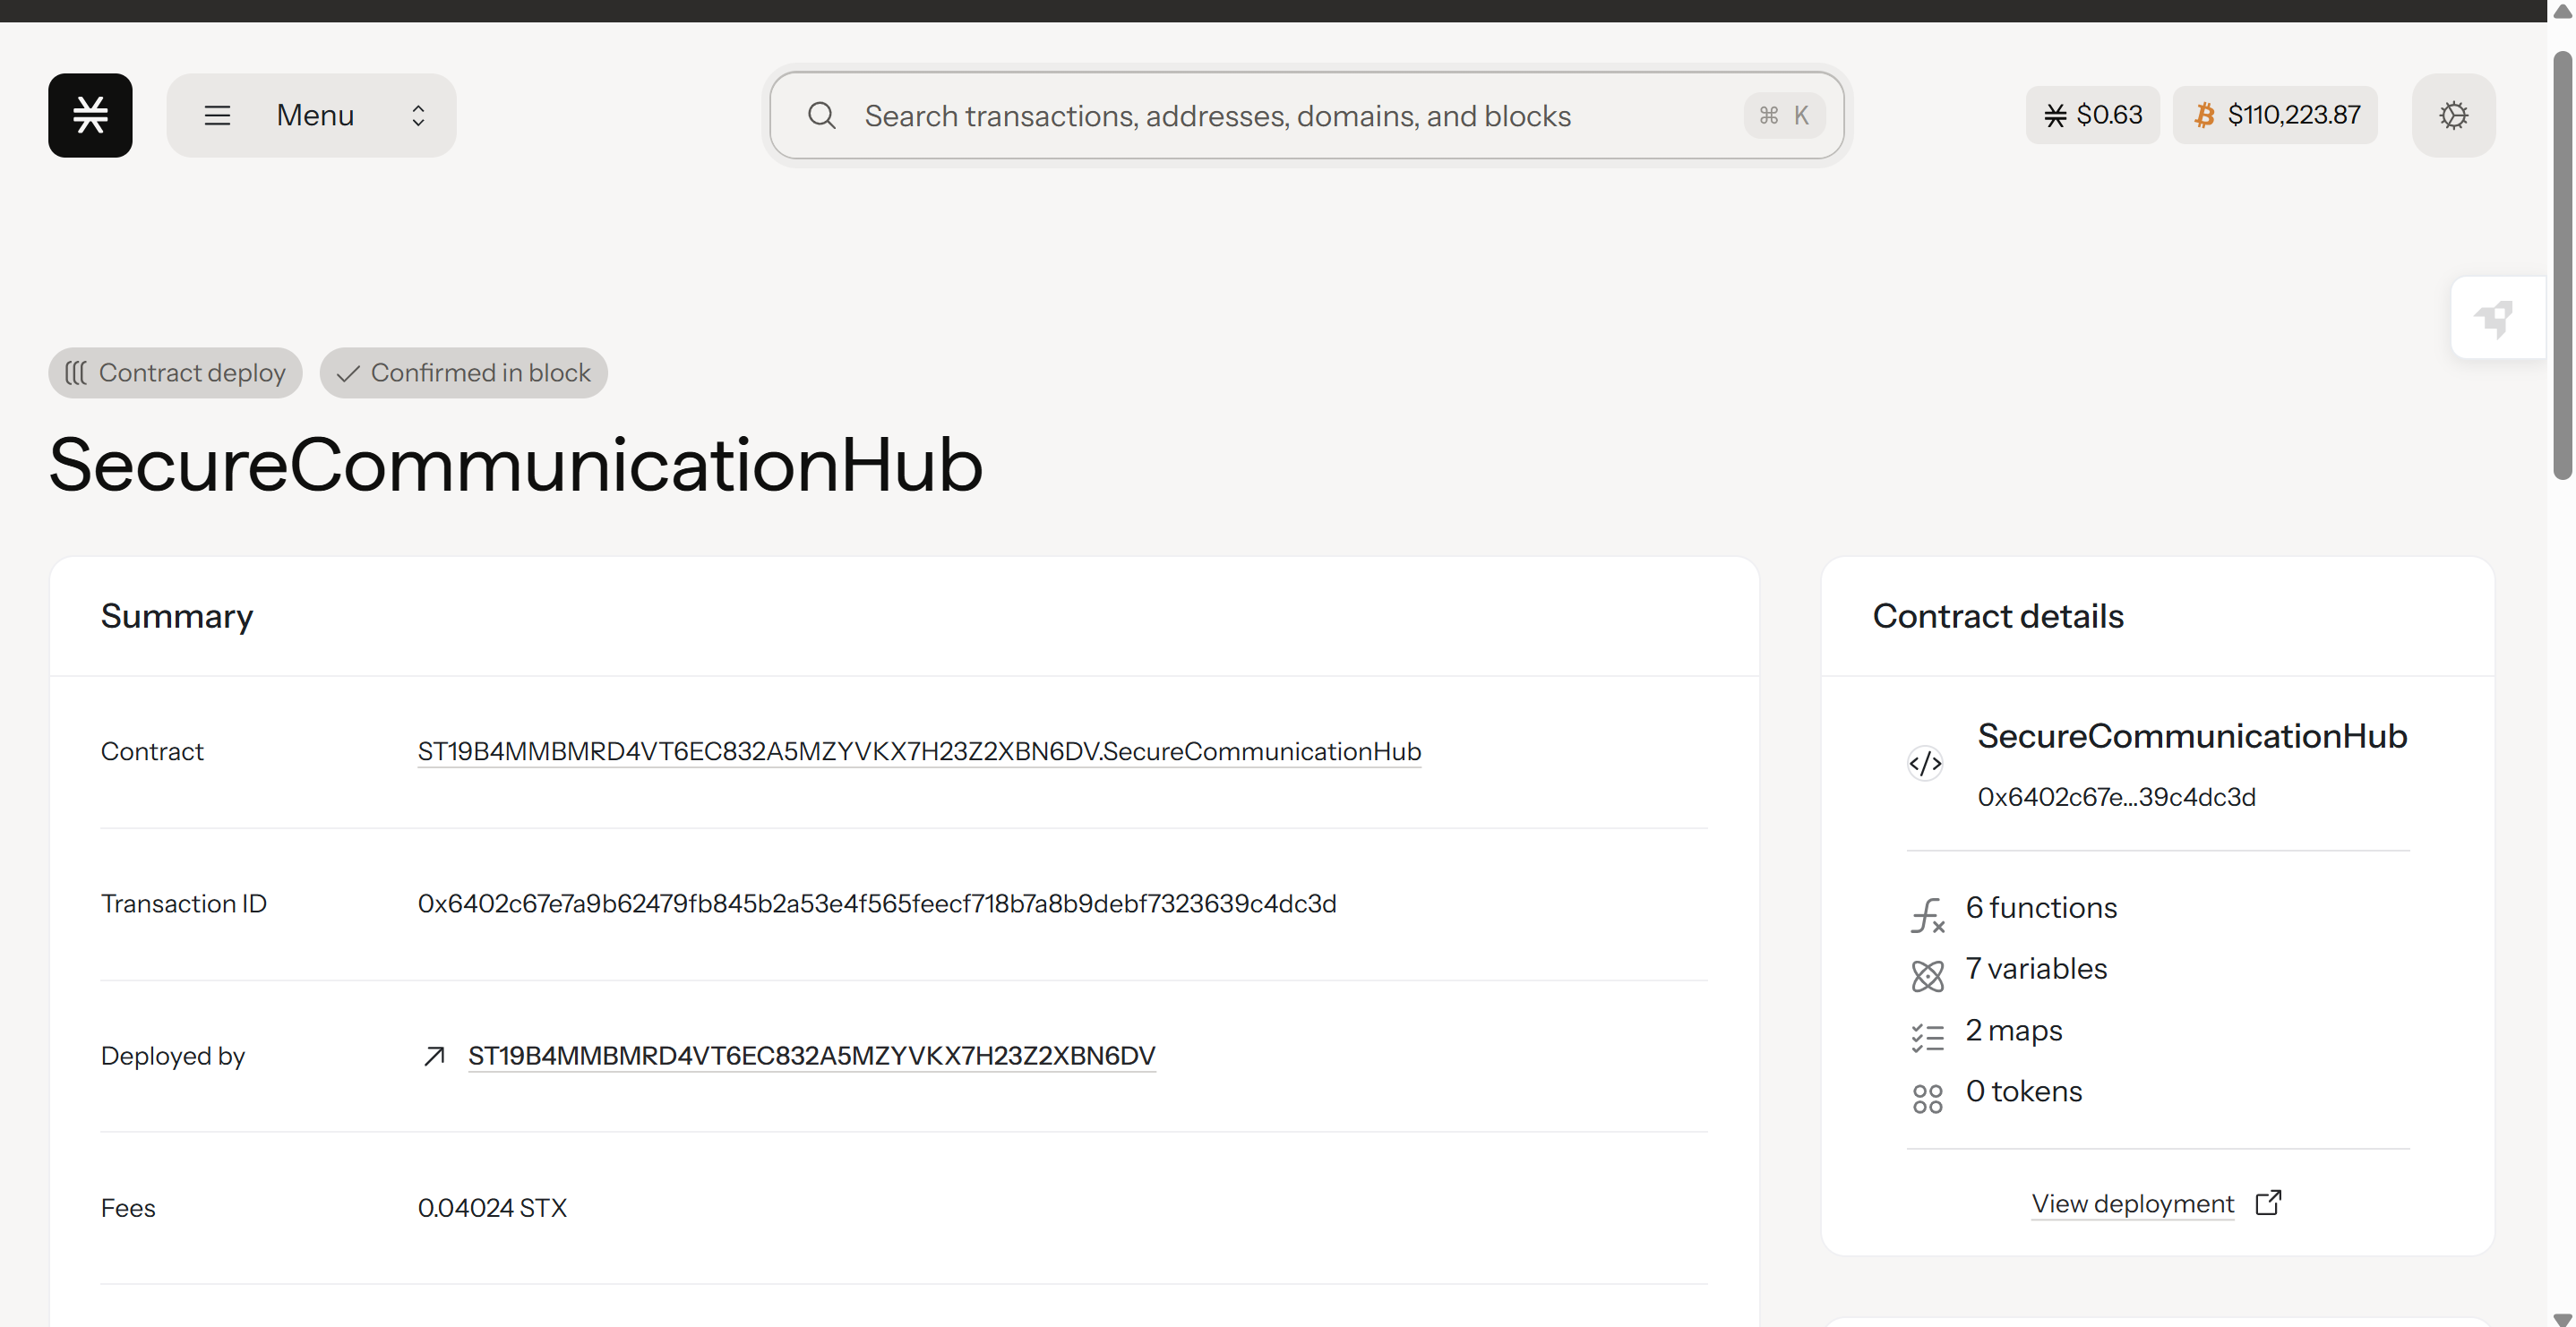 Menu
Search transactions, addresses, domains, and blocks
⌘ K
$0.63
$110,223.87
Contract deploy
Confirmed in block
SecureCommunicationHub
Summary
Contract
ST19B4MMBMRD4VT6EC832A5MZYVKX7H23Z2XBN6DV.SecureCommunicationHub
Transaction ID
0x6402c67e7a9b62479fb845b2a53e4f565feecf718b7a8b9debf7323639c4dc3d
Deployed by
ST19B4MMBMRD4VT6EC832A5MZYVKX7H23Z2XBN6DV
Fees
0.04024 STX
Contract details
SecureCommunicationHub
0x6402c67e...39c4dc3d
6 functions
7 variables
2 maps
0 tokens
View deployment